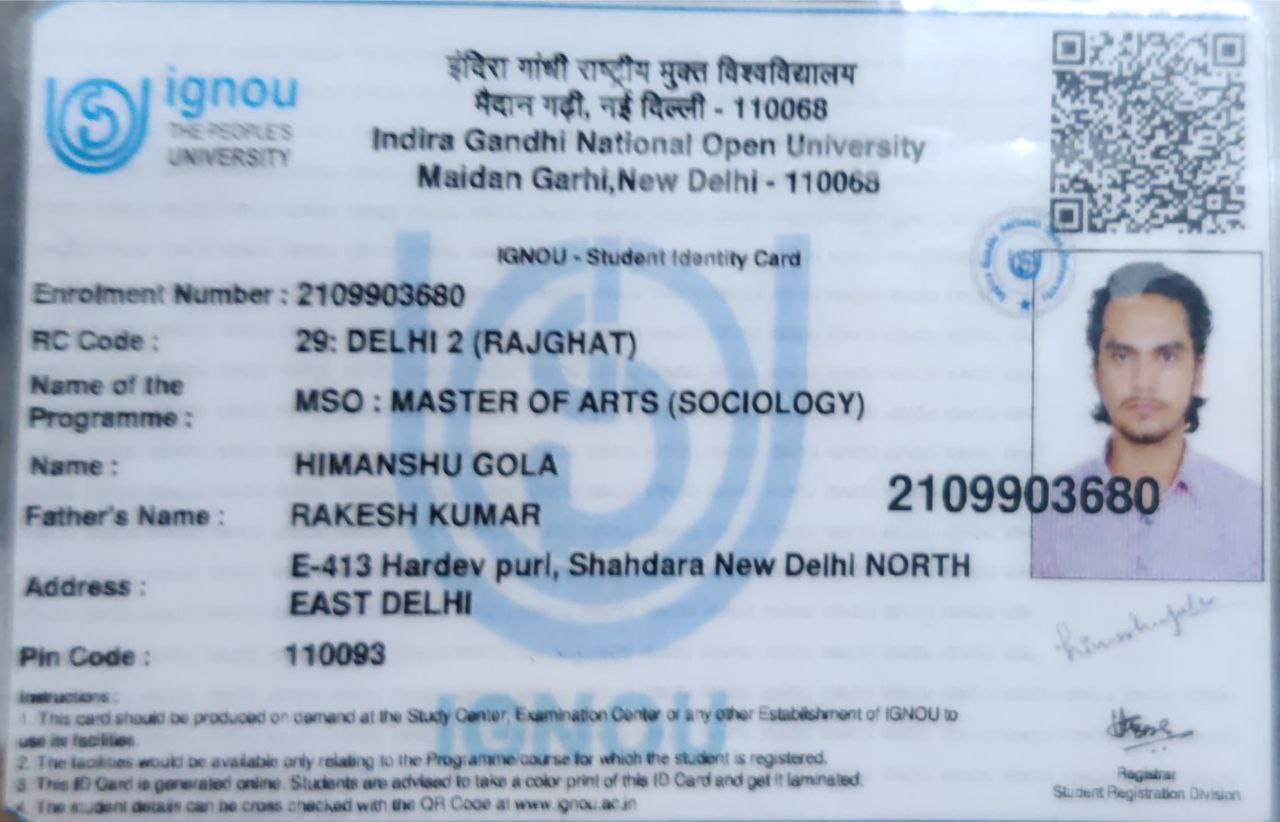 ignou
THE PEOPLE'S
UNIVERSITY
इंदिरा गांधी राष्ट्रीय मुक्त विश्वविद्यालय
मैदान गढ़ी, नई दिल्ली - 110068
Indira Gandhi National Open University
Maidan Garhi,New Delhi - 110068
IGNOU - Student Identity Card
Enrolment Number : 2109903680
RC Code : 29: DELHI 2 (RAJGHAT)
Name of the
Programme : MSO : MASTER OF ARTS (SOCIOLOGY)
Name : HIMANSHU GOLA
2109903680
Father's Name : RAKESH KUMAR
Address : E-413 Hardev purI, Shahdara New Delhi NORTH
EAST DELHI
Pin Code : 110093
himanshugola
IGNOU
Instructions :
1. This card should be produced on demand at the Study Center, Examination Center or any other Establishment of IGNOU to
use its facilities.
2. The facilities would be available only relating to the Programme/course for which the student is registered.
3. This ID Card is generated online. Students are advised to take a color print of this ID Card and get it laminated.
4. The student details can be cross checked with the QR Code at www.ignou.ac.in
Registrar
Student Registration Division